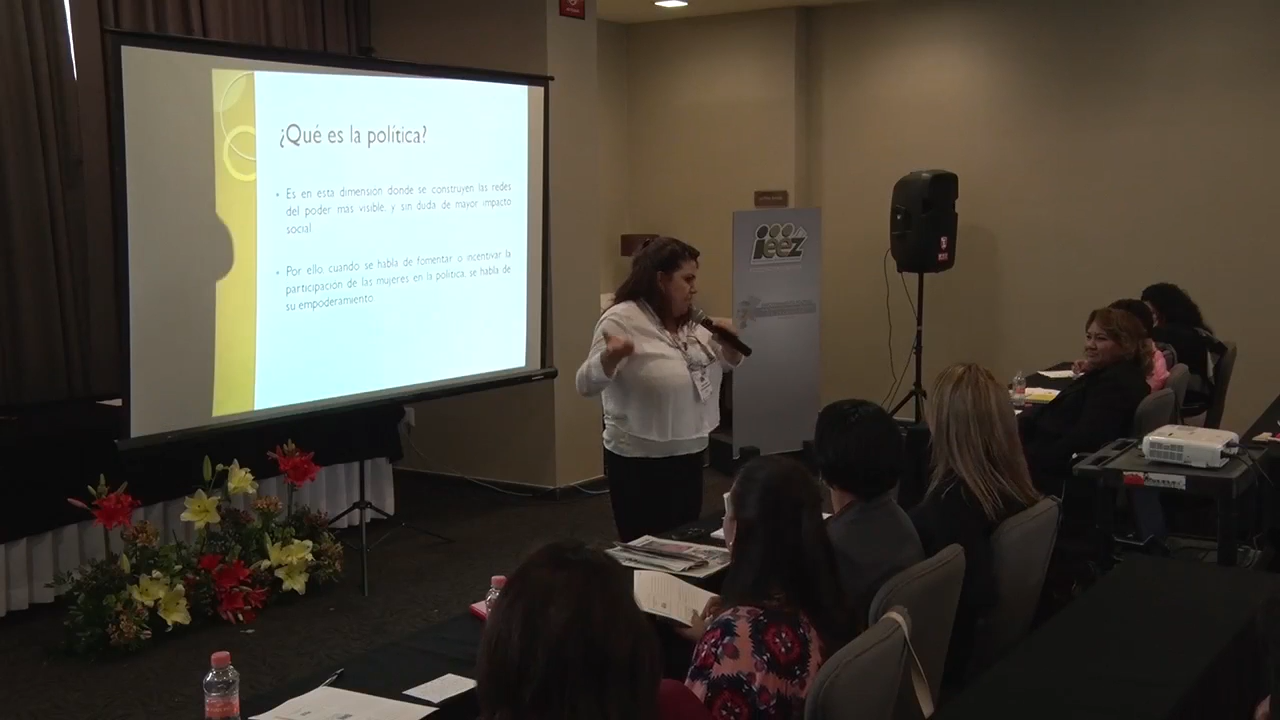 ¿Qué es la política?
• Es en esta dimensión donde se construyen las redes
del poder más visible, y sin duda de mayor impacto
social.
• Por ello, cuando se habla de fomentar o incentivar la
participación de las mujeres en la política, se habla de
su empoderamiento.
ieez